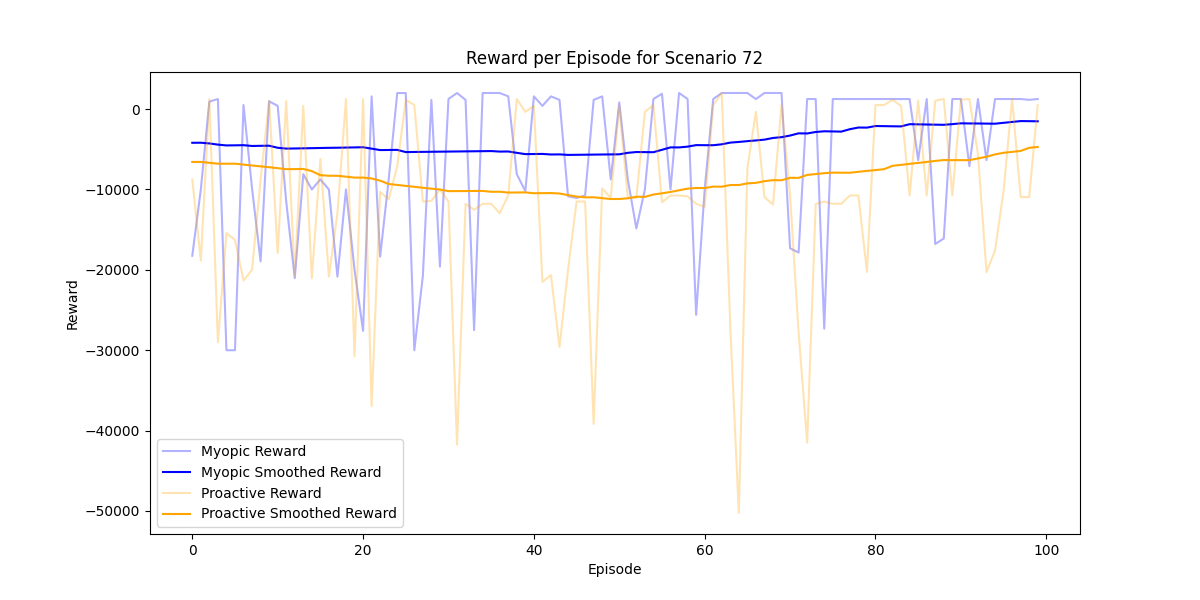 Reward per Episode for Scenario 72
Reward
0
−10000
−20000
−30000
−40000
−50000
Myopic Reward
Myopic Smoothed Reward
Proactive Reward
Proactive Smoothed Reward
0 20 40 60 80 100
Episode